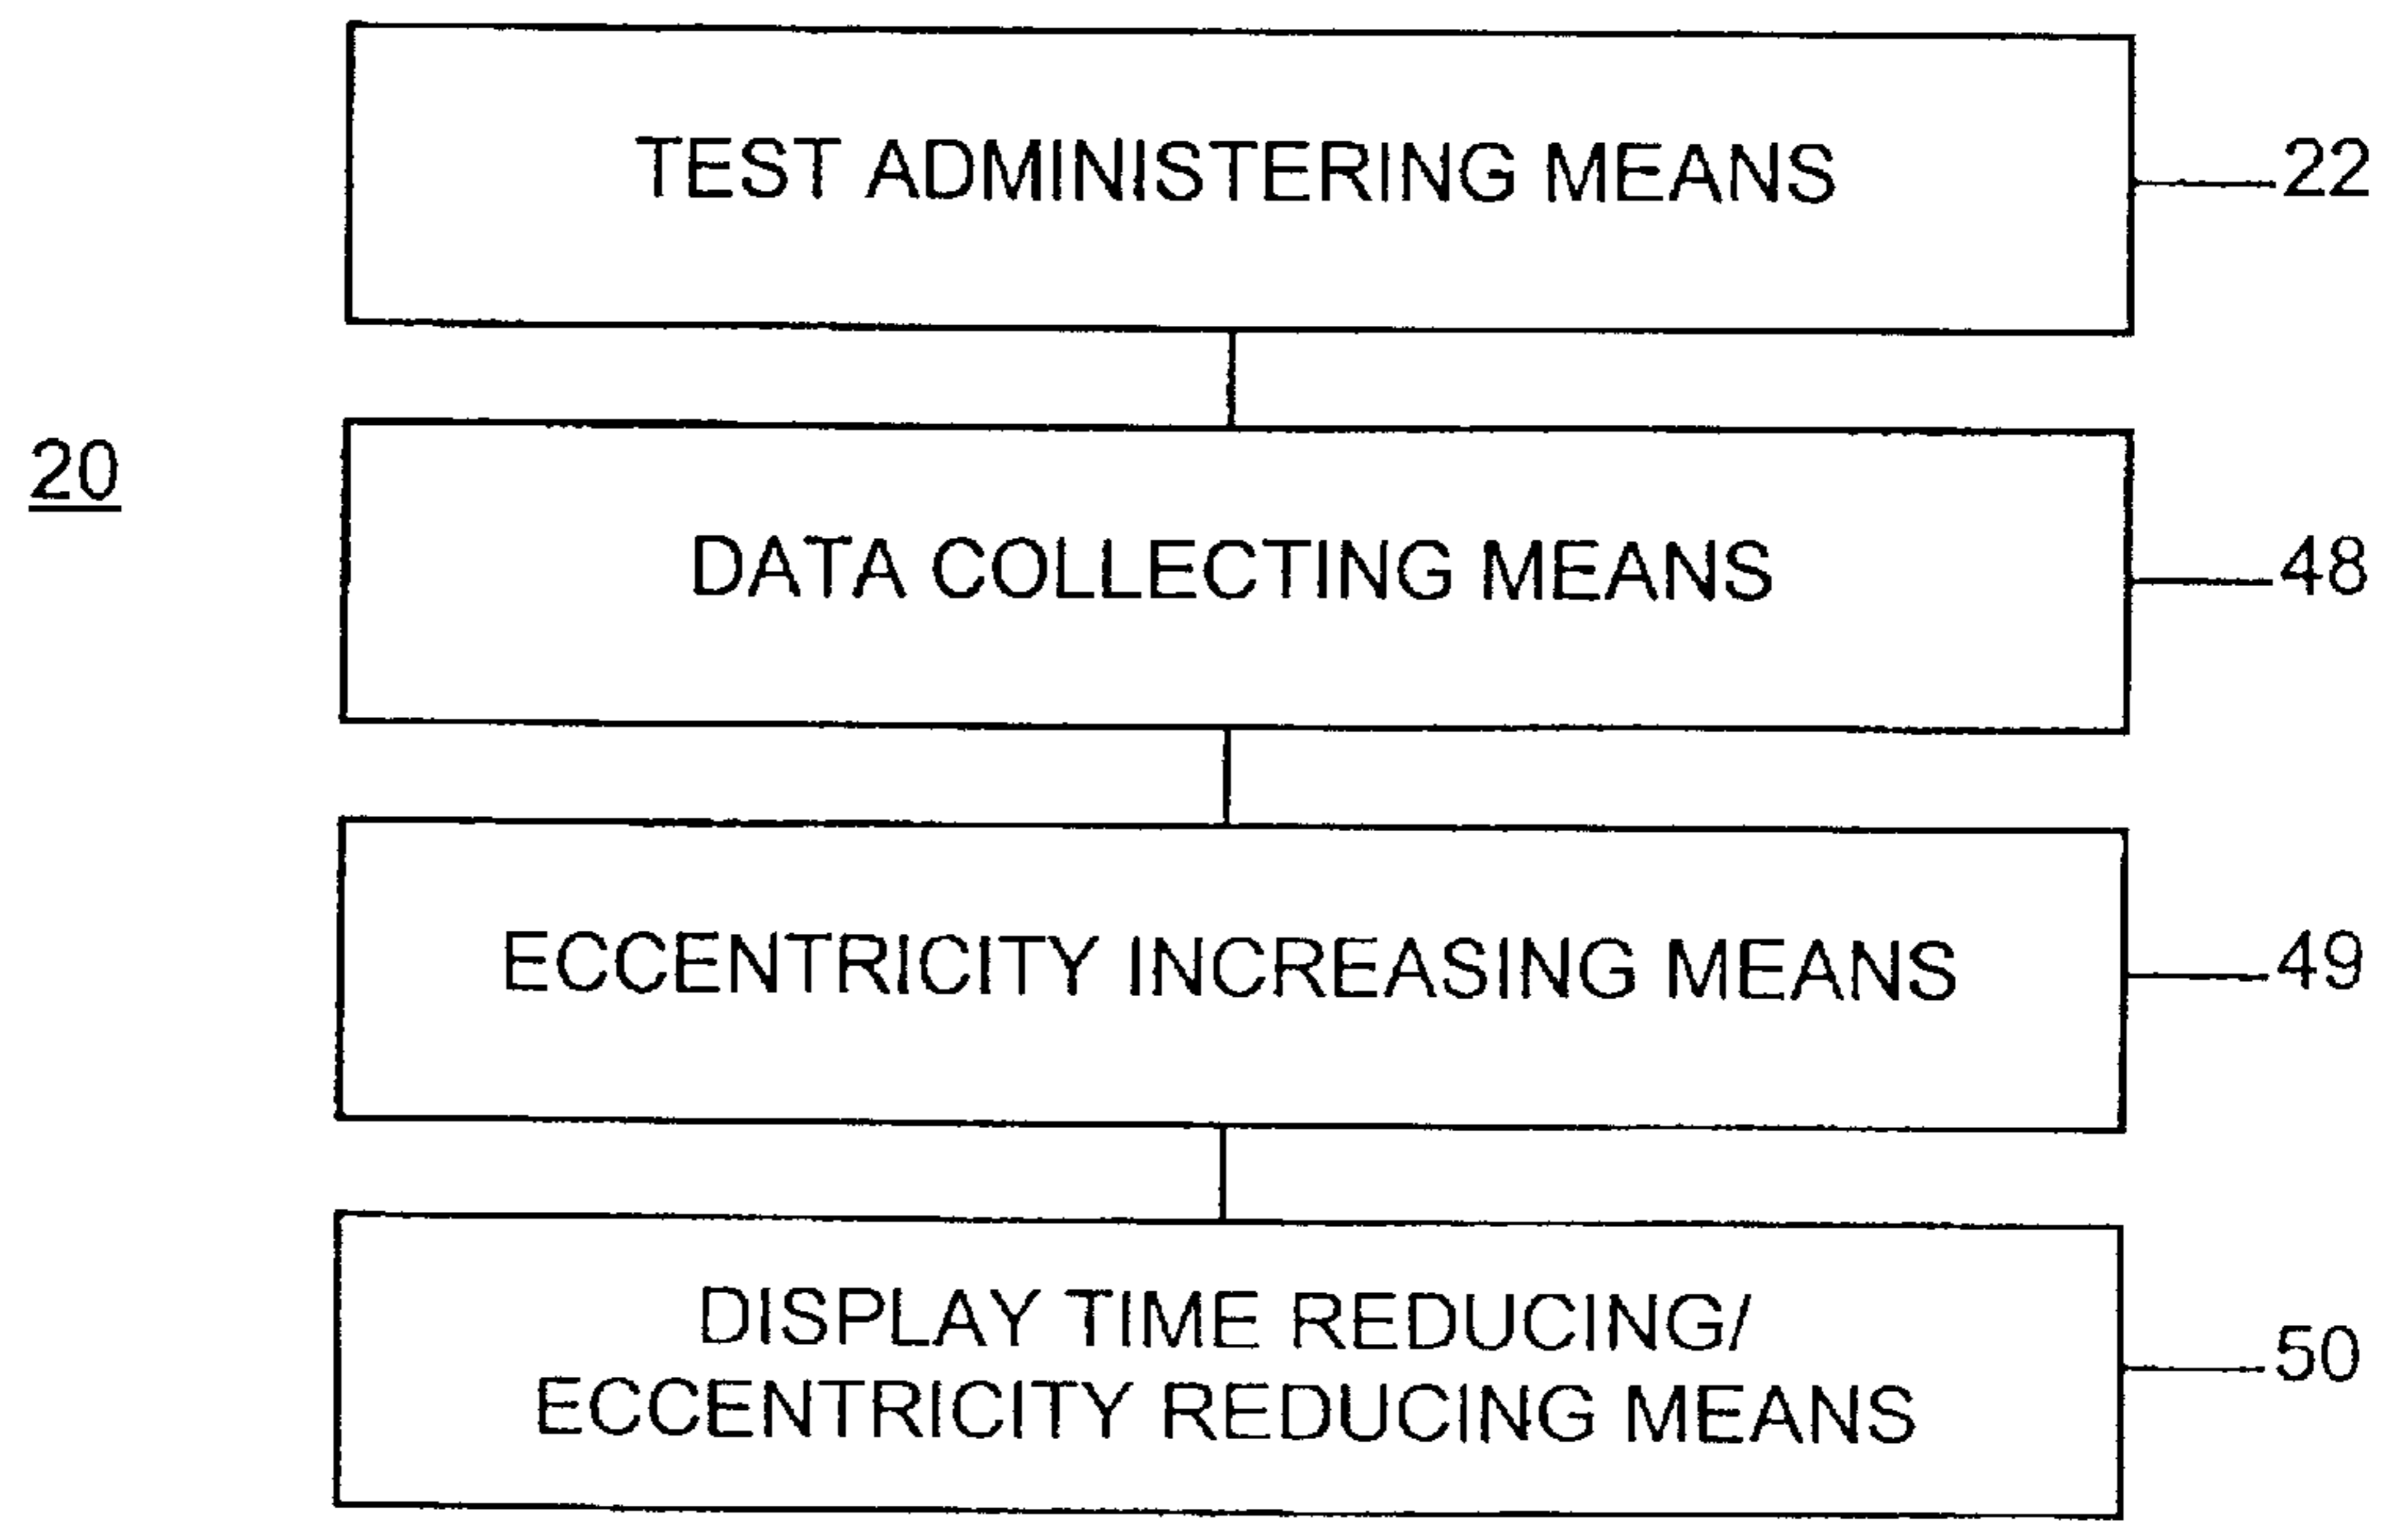 TEST ADMINISTERING MEANS
22
20
DATA COLLECTING MEANS
48
ECCENTRICITY INCREASING MEANS
49
DISPLAY TIME REDUCING/
ECCENTRICITY REDUCING MEANS
50